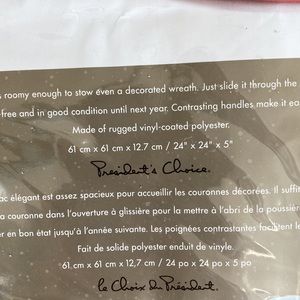 s roomy enough to stow even a decorated wreath. Just slide it through the
-free and in good condition until next year. Contrasting handles make it ea
Made of rugged vinyl-coated polyester.
61 cm x 61 cm x 12.7 cm / 24" x 24" x 5"
President's Choice
ac élégant est assez spacieux pour accueillir les couronnes décorées. Il suffit
a couronne dans l'ouverture à glissière pour la mettre à l'abri de la poussièr
er en bon état jusqu'à l'année suivante. Les poignées contrastantes facilitent le
Fait de solide polyester enduit de vinyle.
61 cm x 61 cm x 12,7 cm / 24 po x 24 po x 5 po
le Choix du Président